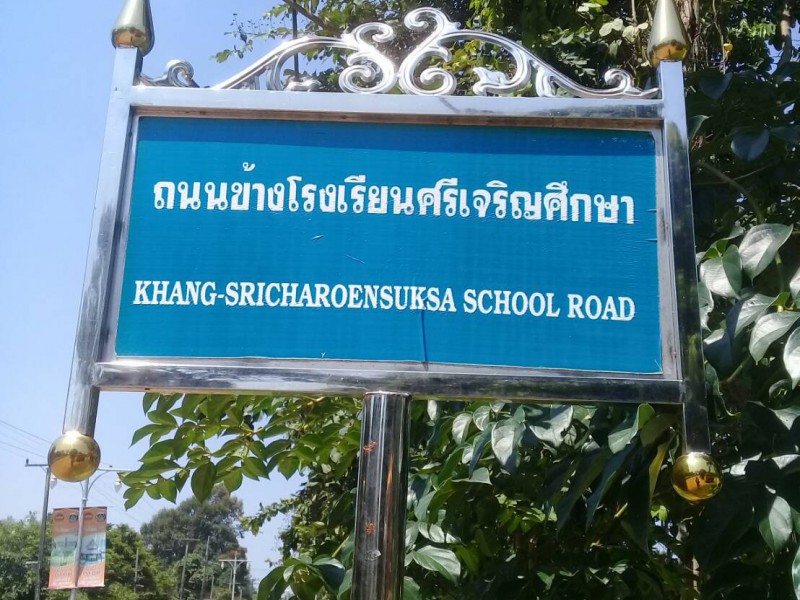 ถนนข้างโรงเรียนศรีเจริญศึกษา
KHANG-SRICHAROENSUKSA SCHOOL ROAD